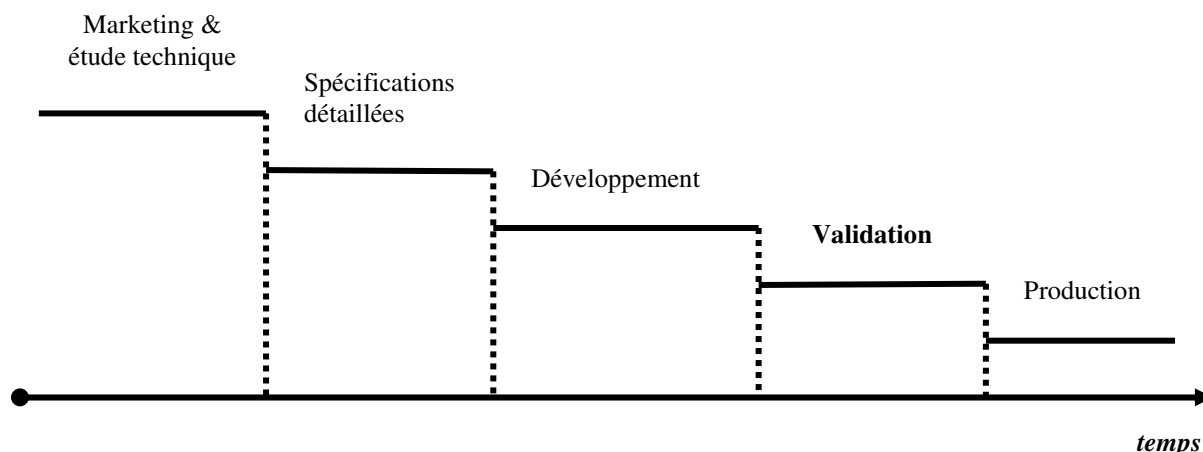 Marketing &
étude technique
Spécifications
détaillées
Développement
Validation
Production
temps